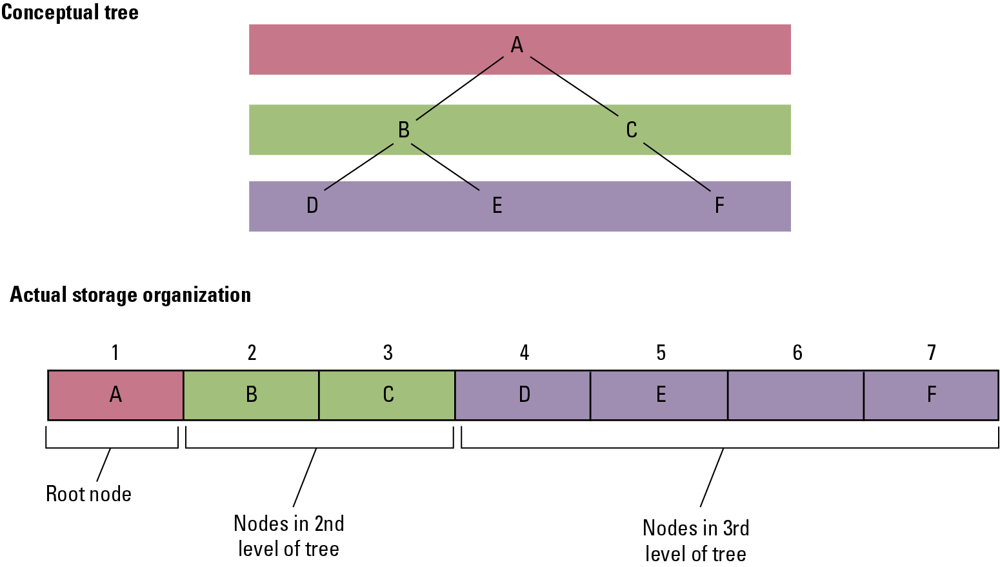 Conceptual tree
A
B C
D E F
Actual storage organization
1 2 3 4 5 6 7
A B C D E F
Root node
Nodes in 2nd
level of tree
Nodes in 3rd
level of tree